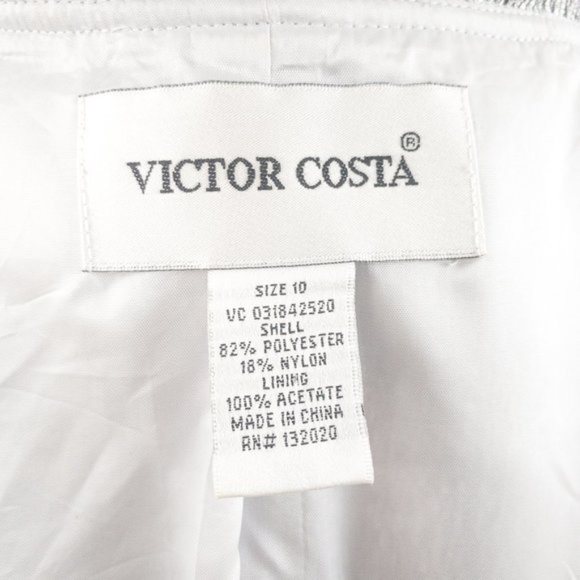 VICTOR COSTA®
SIZE 10
VC 031842520
SHELL
82% POLYESTER
18% NYLON
LINING
100% ACETATE
MADE IN CHINA
RN# 132020